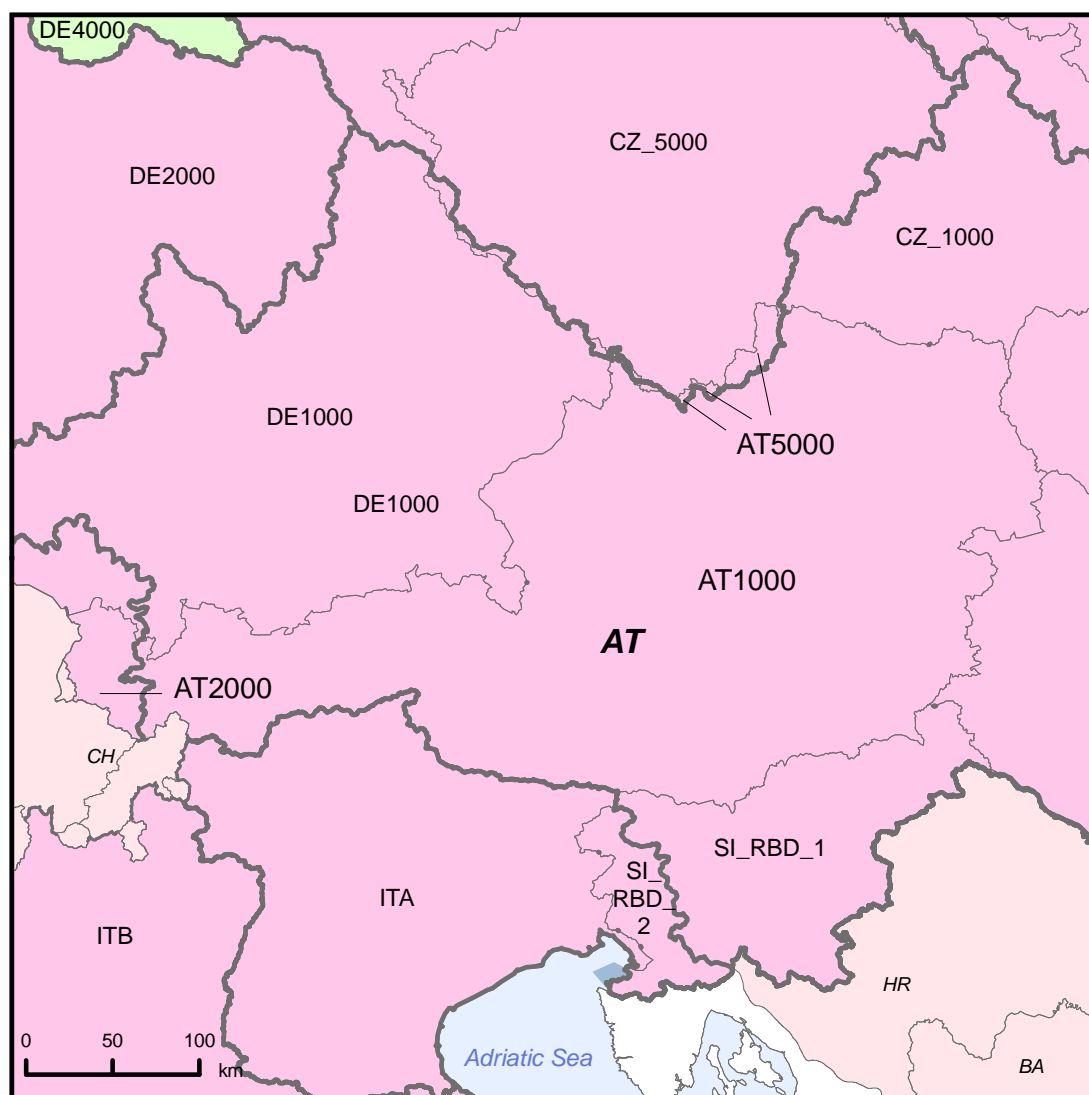 DE4000
CZ_5000
DE2000
CZ_1000
DE1000
AT5000
DE1000
AT1000
AT
AT2000
CH
SI_RBD_1
SI_
RBD_
2
ITA
ITB
HR
0 50 100
km
Adriatic Sea
BA